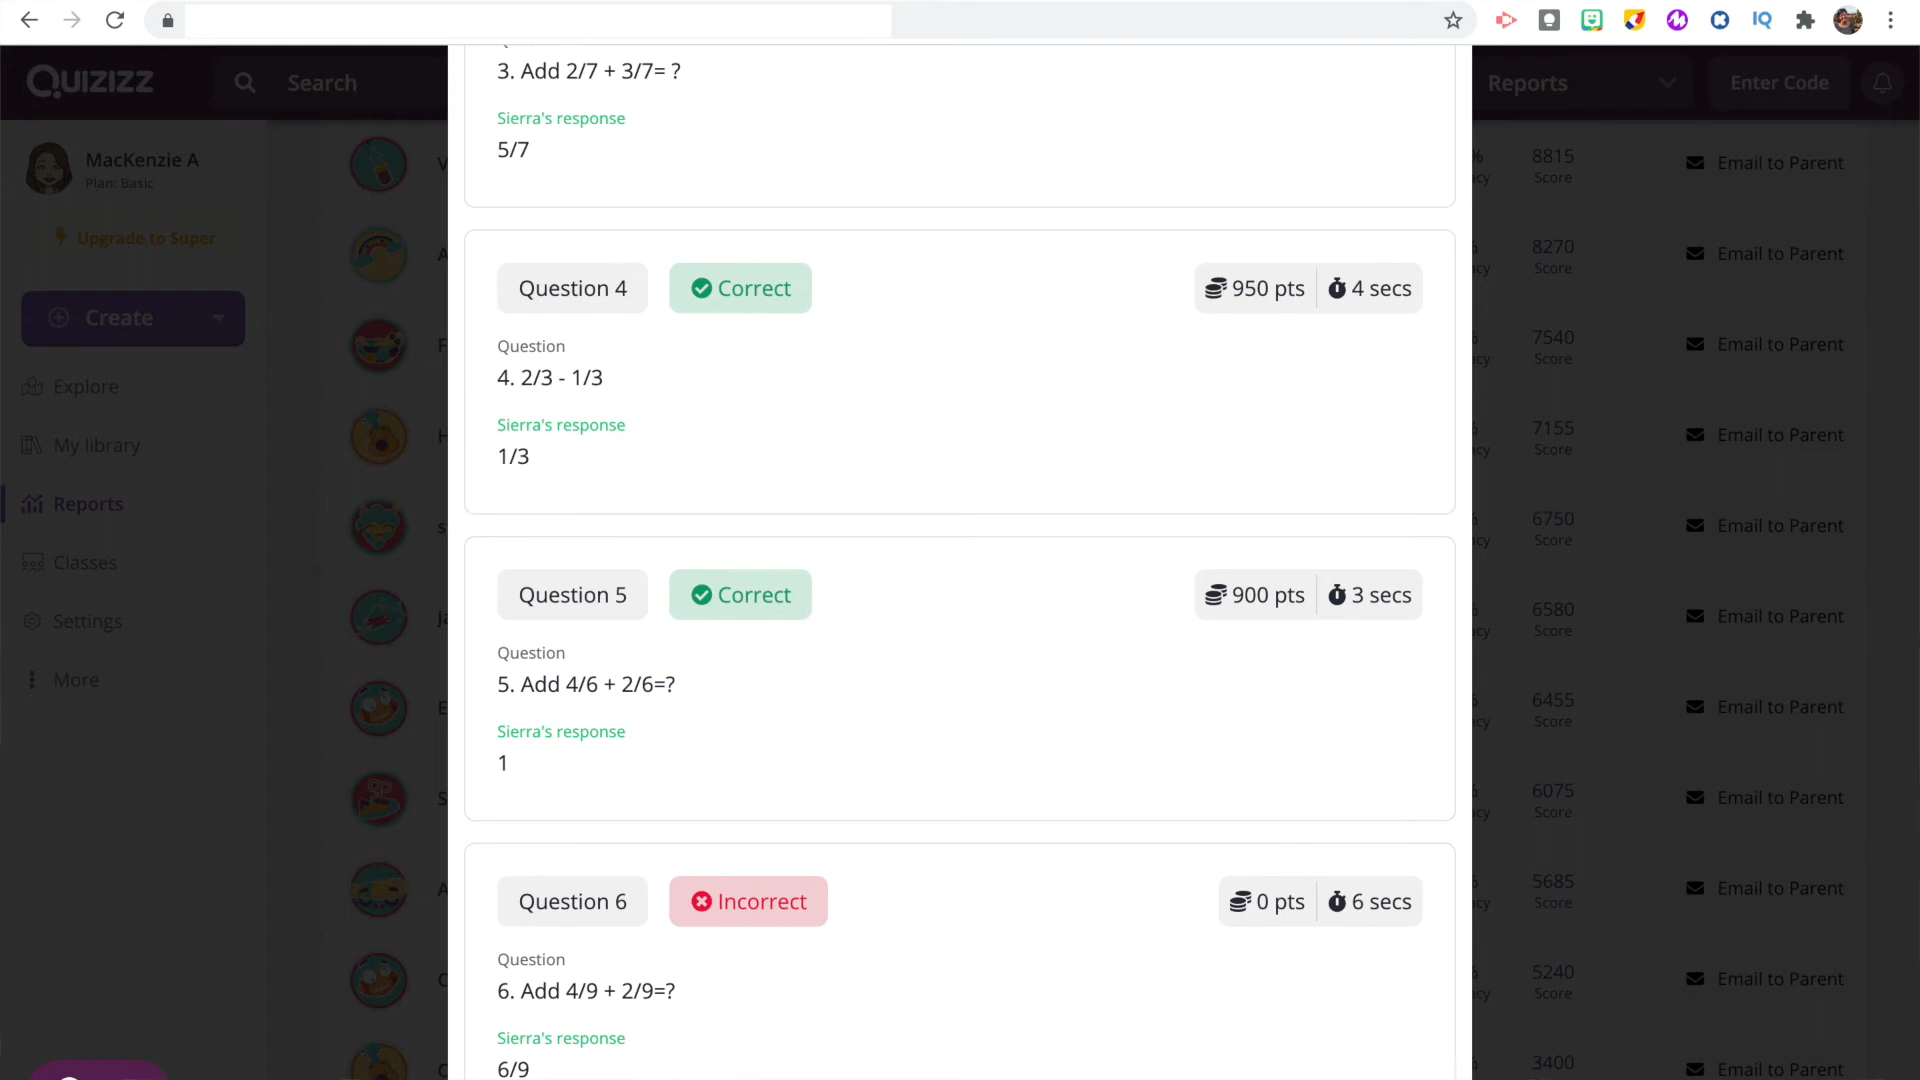 QUIZIZZ
Search
Reports
Enter Code
MacKenzie A
Plan: Basic
Upgrade to Super
Create
Explore
My library
Reports
Classes
Settings
More
3. Add 2/7 + 3/7= ?
Sierra's response
5/7
Question 4
Correct
950 pts
4 secs
Question
4. 2/3 - 1/3
Sierra's response
1/3
Question 5
Correct
900 pts
3 secs
Question
5. Add 4/6 + 2/6=?
Sierra's response
1
Question 6
Incorrect
0 pts
6 secs
Question
6. Add 4/9 + 2/9=?
Sierra's response
6/9
8815
Score
Email to Parent
8270
Score
Email to Parent
7540
Score
Email to Parent
7155
Score
Email to Parent
6750
Score
Email to Parent
6580
Score
Email to Parent
6455
Score
Email to Parent
6075
Score
Email to Parent
5685
Score
Email to Parent
5240
Score
Email to Parent
3400
Email to Parent
IQ